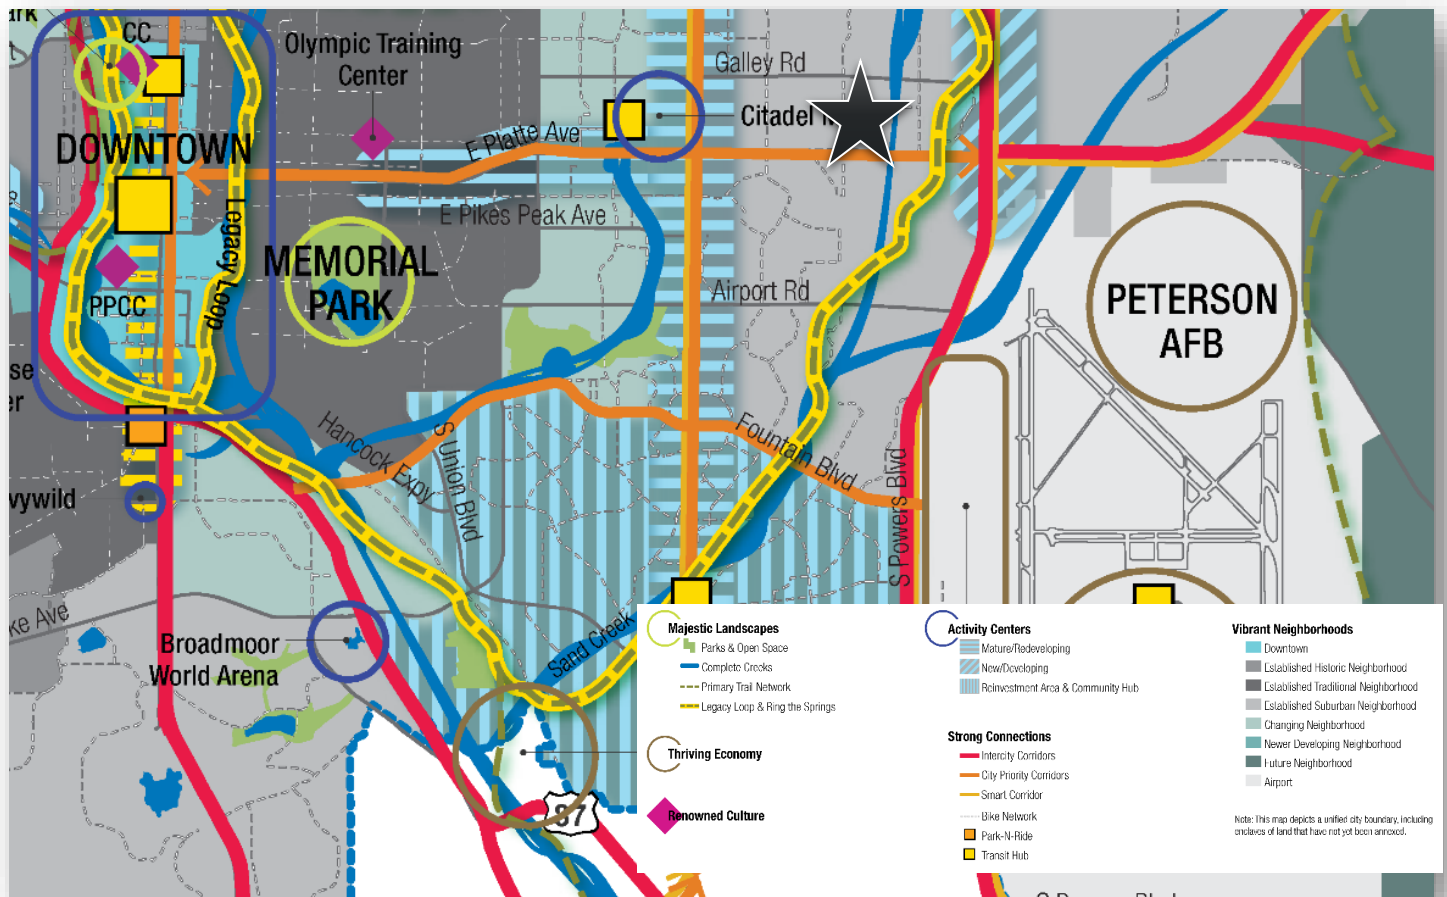 CC
Olympic Training
Center
Galley Rd
Citadel
DOWNTOWN
E Platte Ave
E Pikes Peak Ave
Legacy Loop
MEMORIAL
PARK
PPCC
Airport Rd
PETERSON
AFB
Hancock Expy
S Union Blvd
Fountain Blvd
S Powers Blvd
vywild
ke Ave
Broadmoor
World Arena
Sand Creek
87
Majestic Landscapes
Parks & Open Space
Complete Creeks
Primary Trail Network
Legacy Loop & Ring the Springs
Thriving Economy
Renowned Culture
Activity Centers
Mature/Redeveloping
New/Developing
Reinvestment Area & Community Hub
Strong Connections
Intercity Corridors
City Priority Corridors
Smart Corridor
Bike Network
Park-N-Ride
Transit Hub
Vibrant Neighborhoods
Downtown
Established Historic Neighborhood
Established Traditional Neighborhood
Established Suburban Neighborhood
Changing Neighborhood
Newer Developing Neighborhood
Future Neighborhood
Airport
Note: This map depicts a unified city boundary, including
enclaves of land that have not yet been annexed.